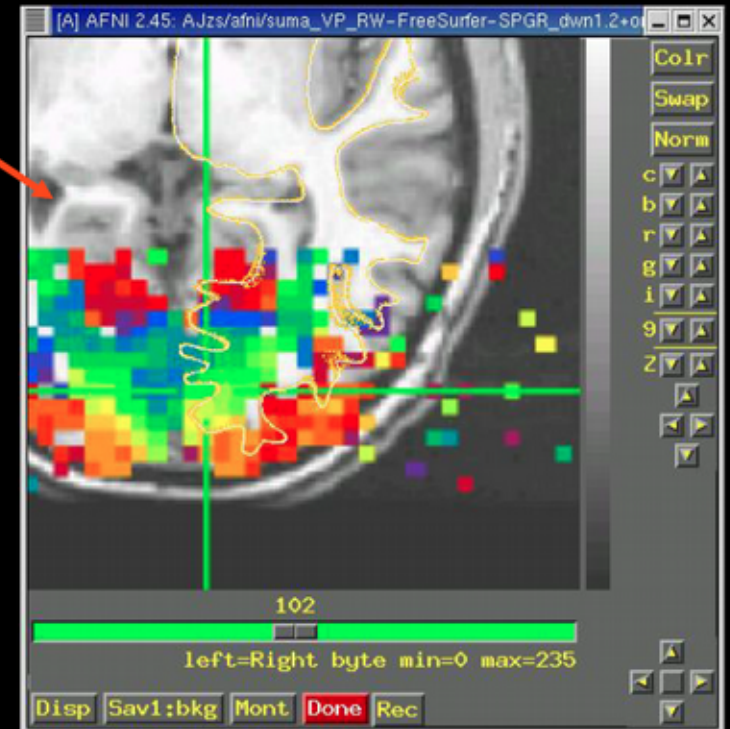 [A] AFNI 2.45: AJzs/afni/suma_VP_RW-FreeSurfer-SPGR_dwn1.2+or
Colr
Swap
Norm
c
b
r
g
i
9
Z
102
left=Right byte min=0 max=235
Disp Sav1:bkg Mont Done Rec